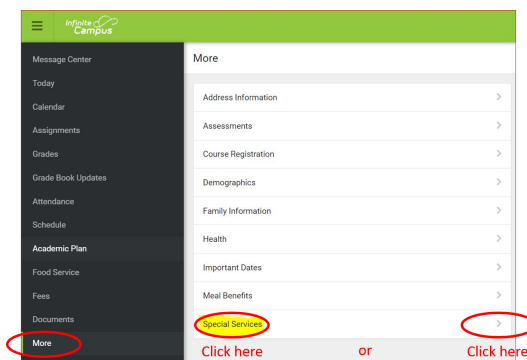 Infinite
Campus
Message Center
Today
Calendar
Assignments
Grades
Grade Book Updates
Attendance
Schedule
Academic Plan
Food Service
Fees
Documents
More
More
Address Information
Assessments
Course Registration
Demographics
Family Information
Health
Important Dates
Meal Benefits
Special Services
Click here or Click here